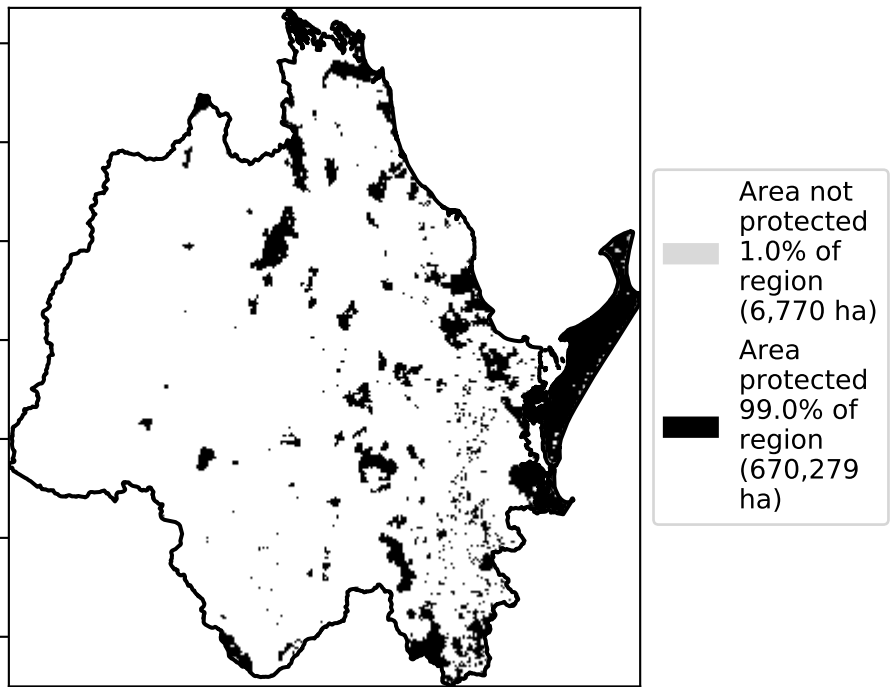 Area not
protected
1.0% of
region
(6,770 ha)
Area
protected
99.0% of
region
(670,279
ha)